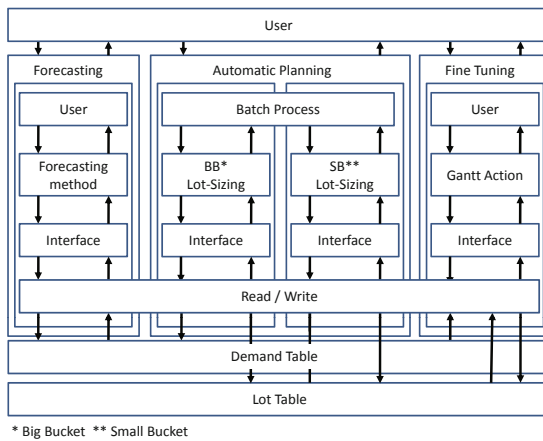 User
Forecasting
Automatic Planning
Fine Tuning
User
Batch Process
User
Forecasting
method
BB*
Lot-Sizing
SB**
Lot-Sizing
Gantt Action
Interface
Interface
Interface
Interface
Read / Write
Demand Table
Lot Table
* Big Bucket ** Small Bucket